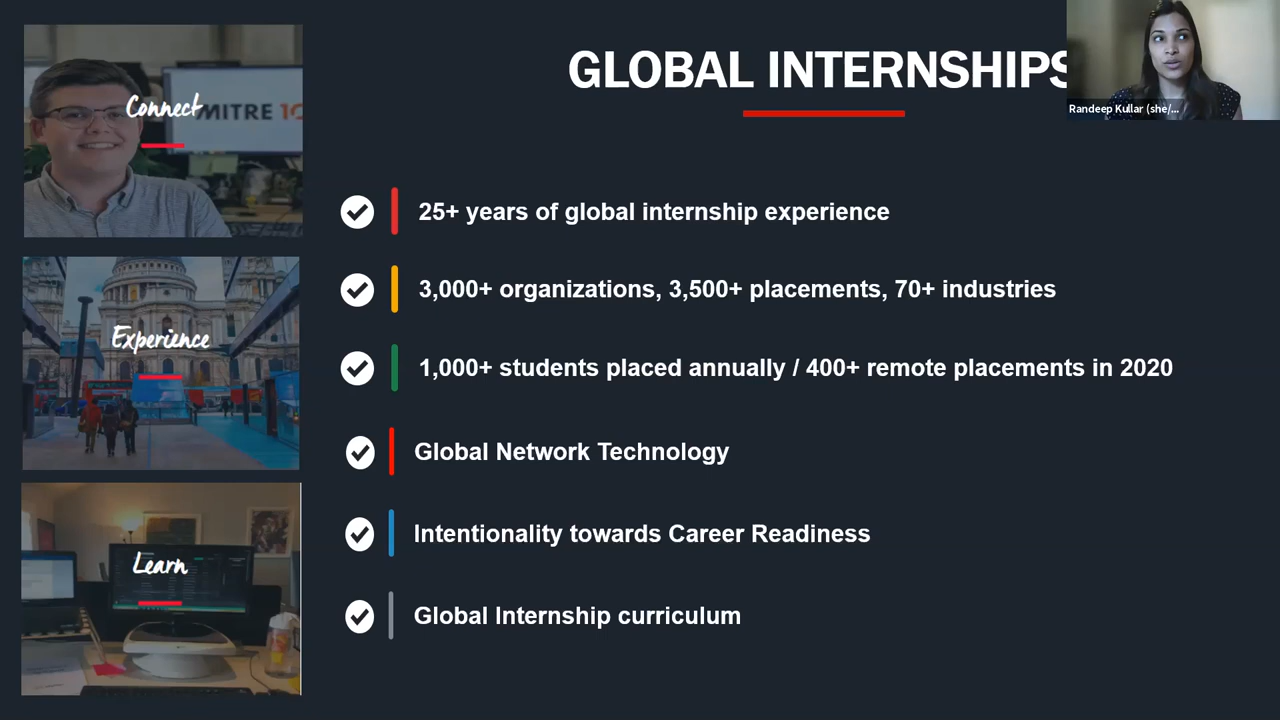 GLOBAL INTERNSHIPS
Randeep Kullar (she/...
Connect
MITRE 10
25+ years of global internship experience
3,000+ organizations, 3,500+ placements, 70+ industries
Experience
1,000+ students placed annually / 400+ remote placements in 2020
Global Network Technology
Intentionality towards Career Readiness
Learn
Global Internship curriculum